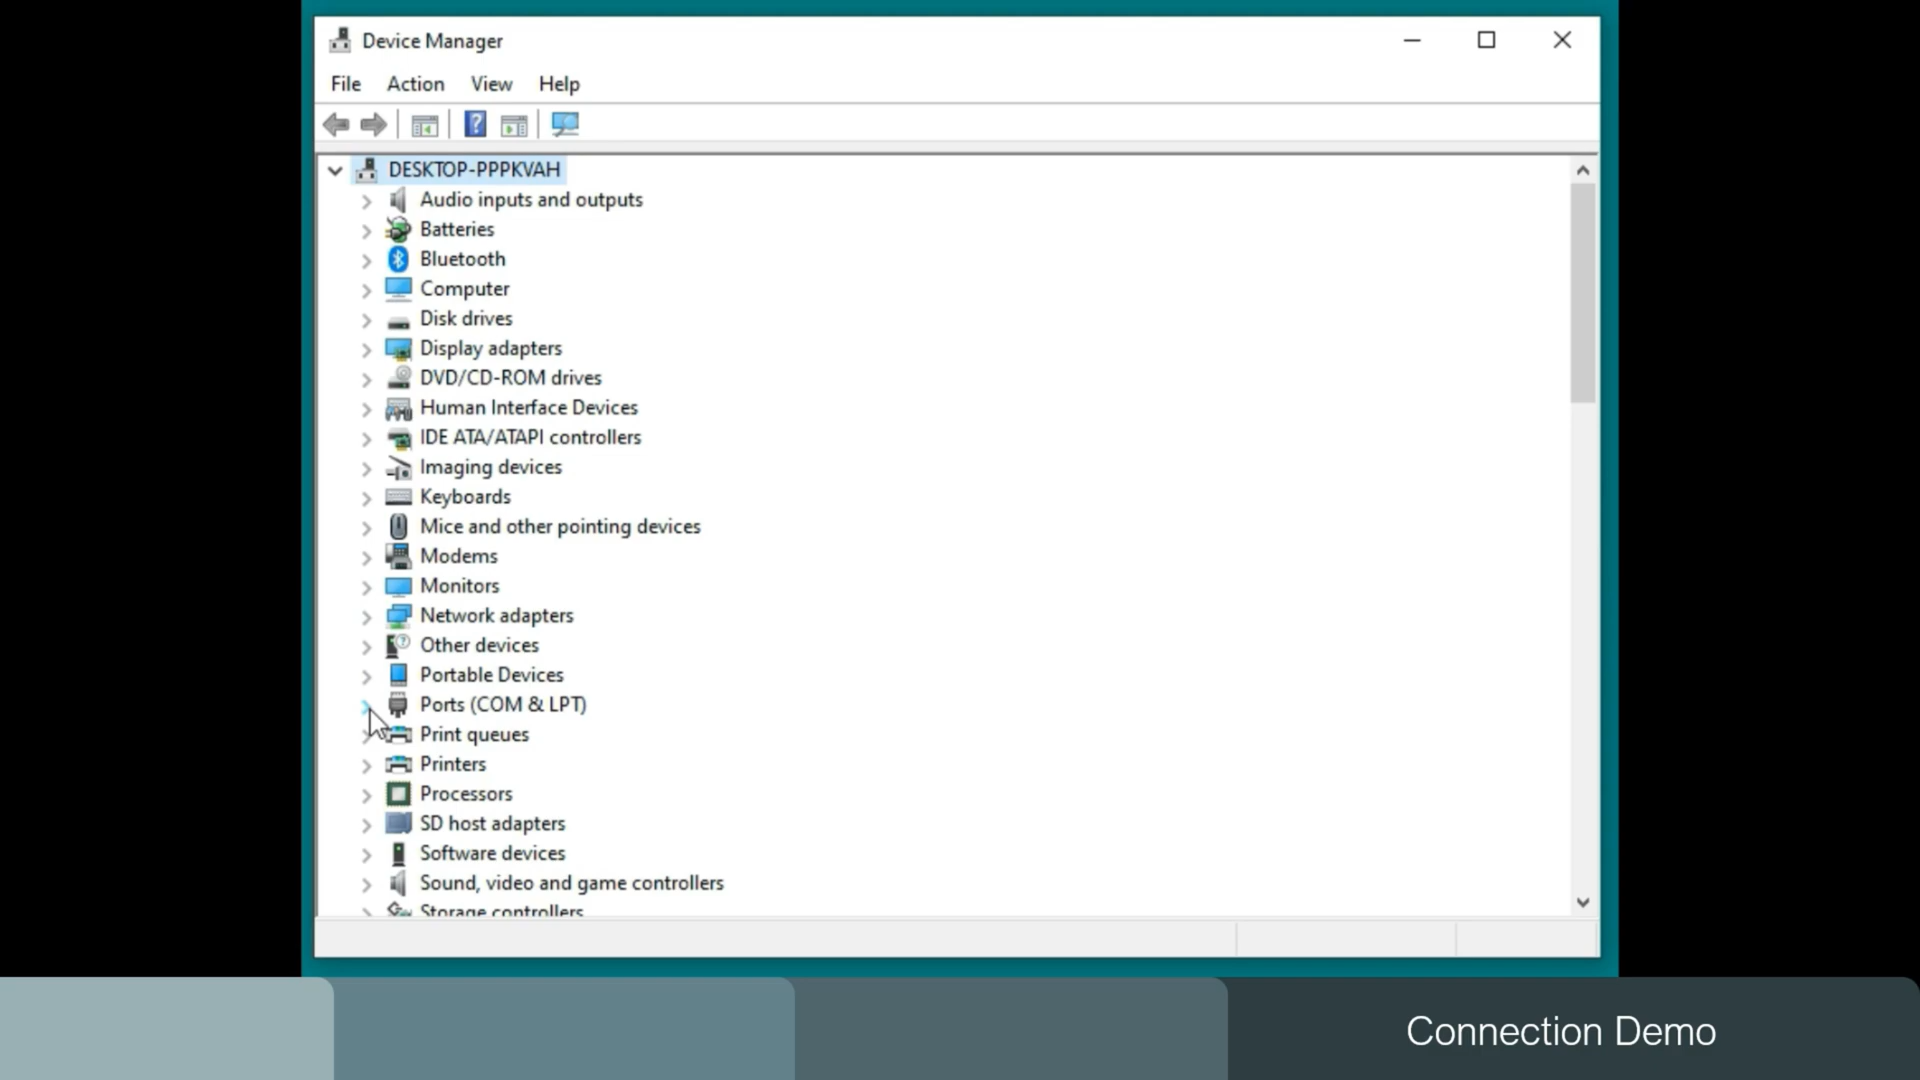 Device Manager
File Action View Help
DESKTOP-PPPKVAH
Audio inputs and outputs
Batteries
Bluetooth
Computer
Disk drives
Display adapters
DVD/CD-ROM drives
Human Interface Devices
IDE ATA/ATAPI controllers
Imaging devices
Keyboards
Mice and other pointing devices
Modems
Monitors
Network adapters
Other devices
Portable Devices
Ports (COM & LPT)
Print queues
Printers
Processors
SD host adapters
Software devices
Sound, video and game controllers
Storage controllers
Connection Demo